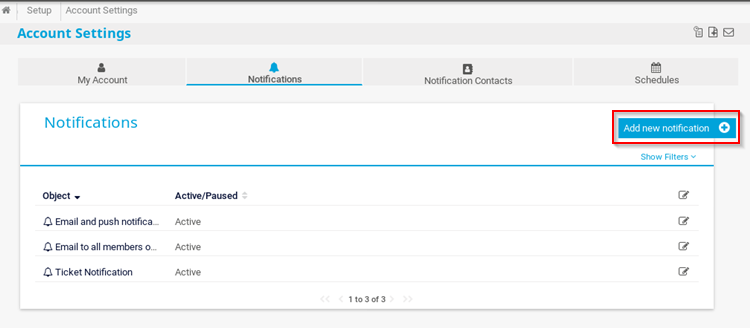 Setup Account Settings
Account Settings
My Account Notifications Notification Contacts Schedules
Notifications
Add new notification
Show Filters
Object Active/Paused
Email and push notifica... Active
Email to all members o... Active
Ticket Notification Active
1 to 3 of 3